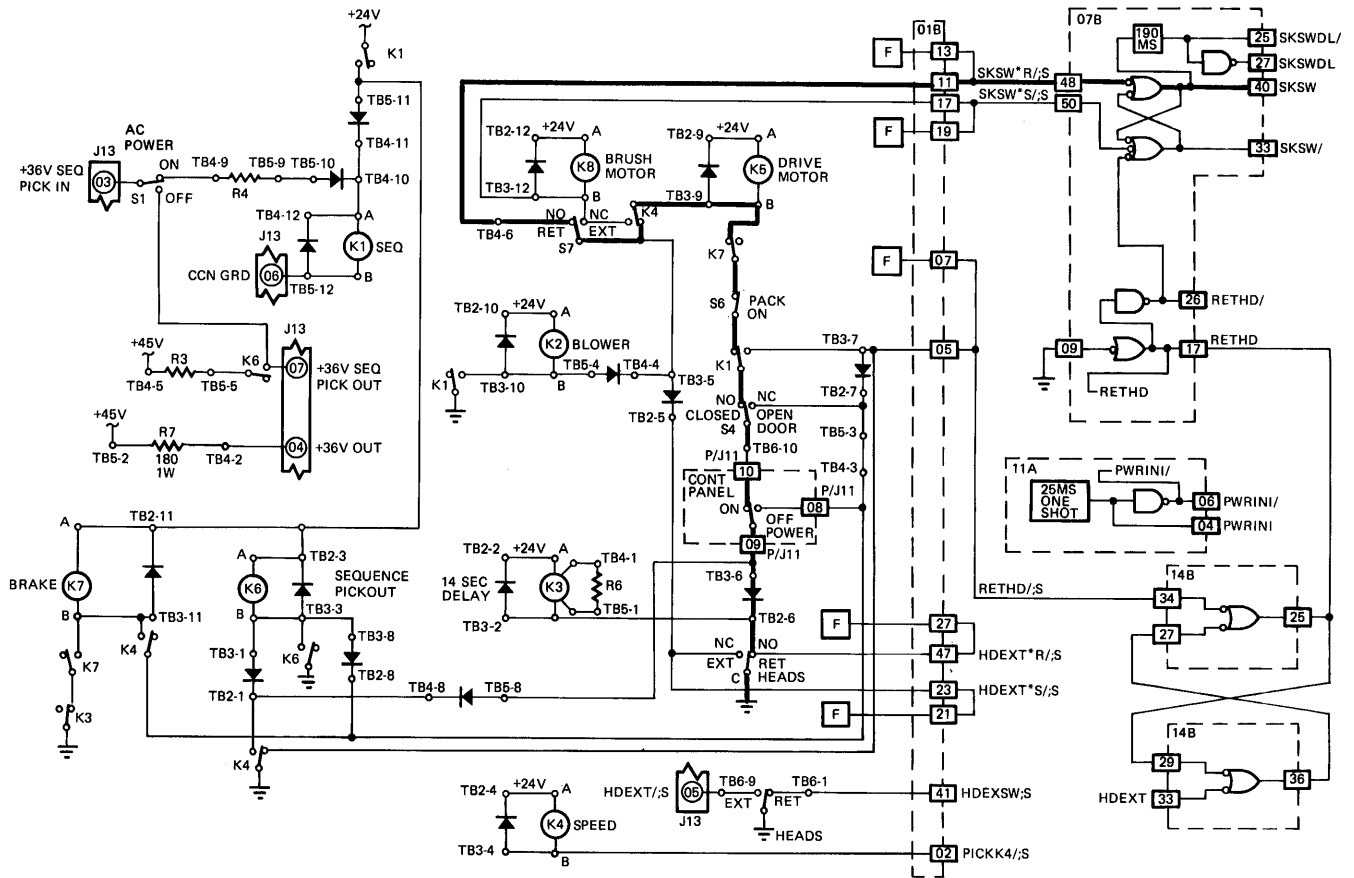 +24V
K1
TB5-11
TB4-11
AC
POWER
J13
+36V SEQ
PICK IN
03
ON
S1
OFF
TB4-9
R4
TB5-9
TB5-10
TB4-10
TB4-12
A
K1
SEQ
B
J13
CCN GRD
06
TB5-12
J13
+45V
R3
TB4-5
TB5-5
K6
07
+36V SEQ
PICK OUT
+45V
R7
TB5-2
180
1W
TB4-2
04
+36V OUT
A
TB2-11
BRAKE
K7
B
TB3-11
K7
K4
K3
TB2-3
A
K6
SEQUENCE
PICKOUT
B
TB3-3
TB3-1
K6
TB3-8
TB2-8
TB2-1
K4
TB4-8
TB5-8
TB2-12
+24V
A
K8
BRUSH
MOTOR
TB3-12
B
TB2-9
+24V
A
K5
DRIVE
MOTOR
TB3-9
B
TB4-6
NO
RET
S7
NC
EXT
K4
K7
S6
PACK
ON
TB2-10
+24V
A
K2
BLOWER
K1
TB3-10
B
TB5-4
TB4-4
TB3-5
TB2-5
K1
TB3-7
TB2-7
NO
CLOSED
NC
OPEN
DOOR
S4
TB6-10
TB5-3
TB4-3
P/J11
10
CONT
PANEL
ON
OFF
POWER
P/J11
08
09
P/J11
TB3-6
TB2-2
+24V
A
14 SEC
DELAY
K3
TB4-1
R6
TB5-1
TB3-2
B
TB2-6
NC
EXT
C
NO
RET
HEADS
TB2-4
+24V
A
K4
SPEED
TB3-4
B
HDEXT/;S
05
J13
TB6-9
EXT
RET
TB6-1
HEADS
01B
F
13
11
17
F
19
SKSW*R/;S
SKSW*S/;S
F
07
05
RETHD/;S
F
27
47
HDEXT*R/;S
23
HDEXT*S/;S
F
21
41
HDEXSW;S
02
PICKK4/;S
07B
190
MS
25
SKSWDL/
27
SKSWDL
48
40
SKSW
50
33
SKSW/
26
RETHD/
09
17
RETHD
RETHD
11A
PWRINI/
25MS
ONE
SHOT
06
PWRINI/
04
PWRINI
14B
34
27
25
14B
29
HDEXT
33
36